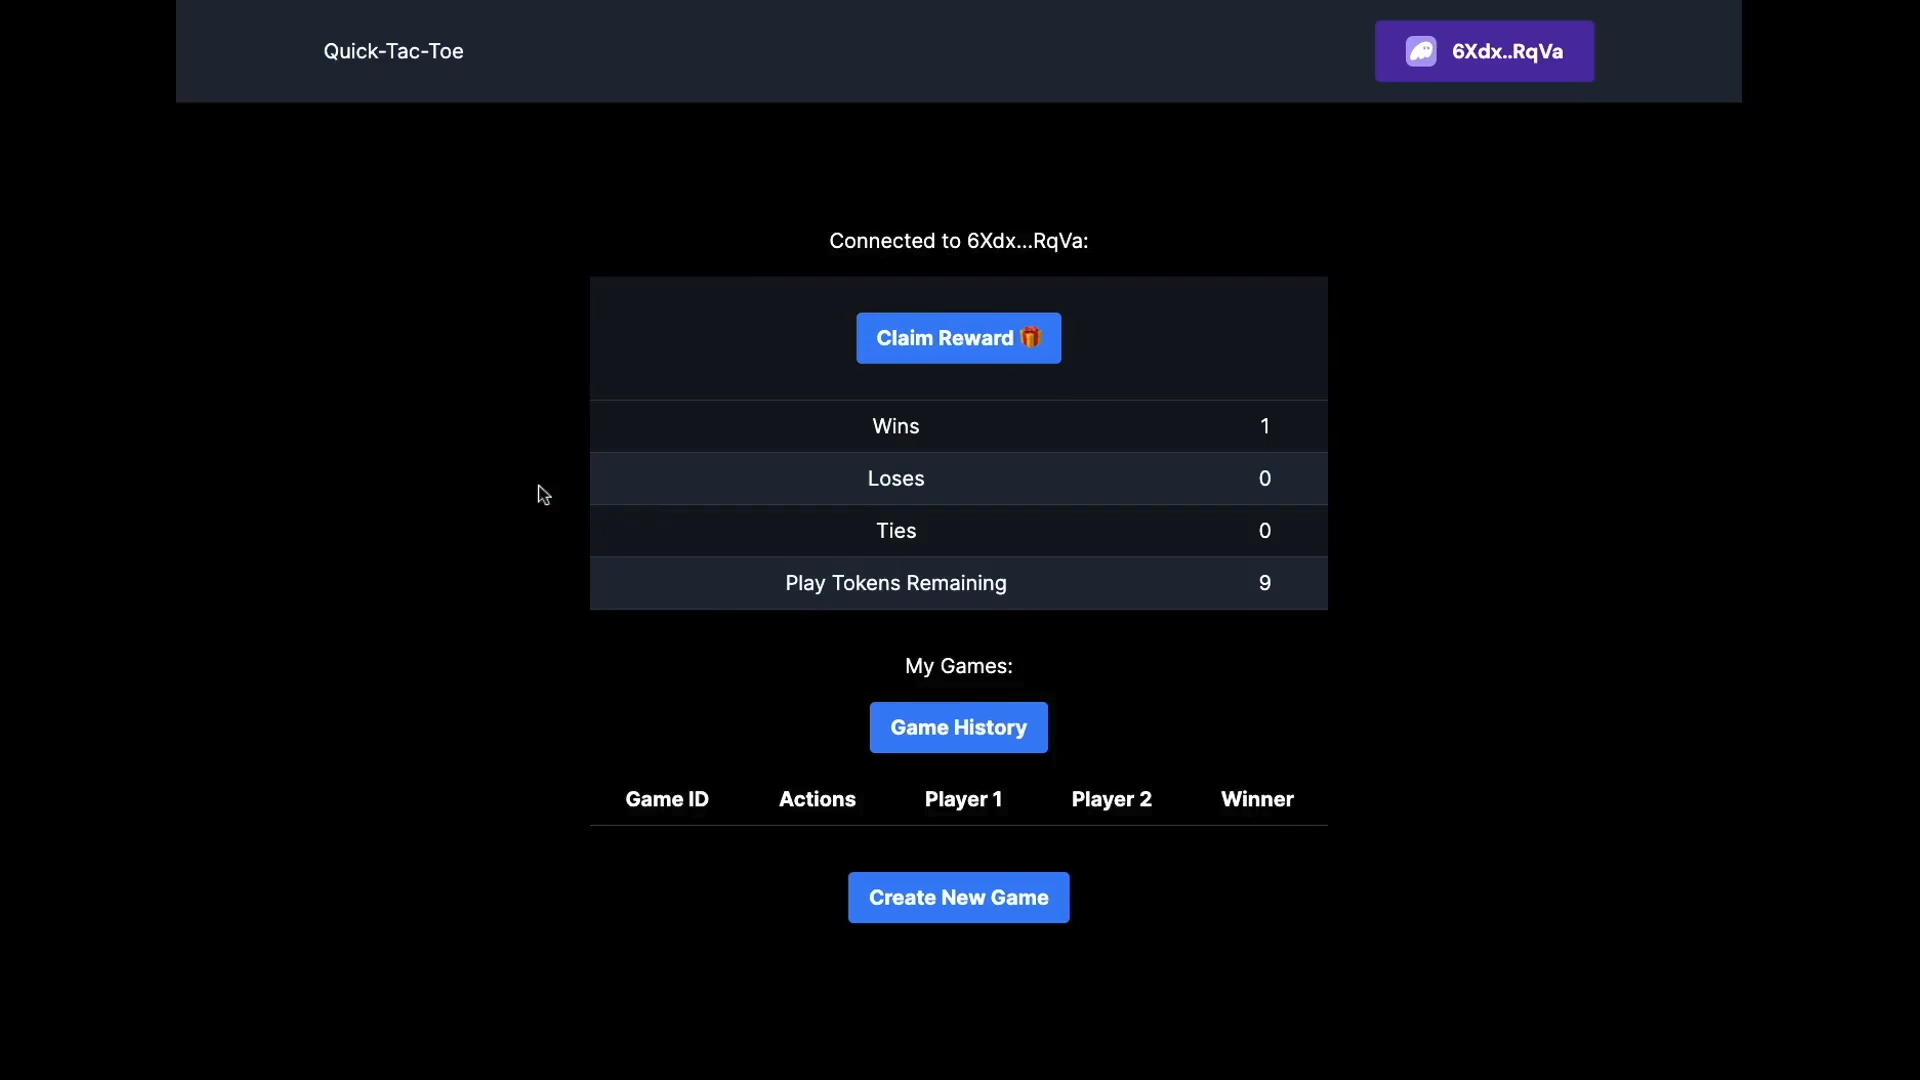 Quick-Tac-Toe
6Xdx..RqVa
Connected to 6Xdx...RqVa:
Claim Reward 🎁
Wins 1
Loses 0
Ties 0
Play Tokens Remaining 9
My Games:
Game History
Game ID Actions Player 1 Player 2 Winner
Create New Game